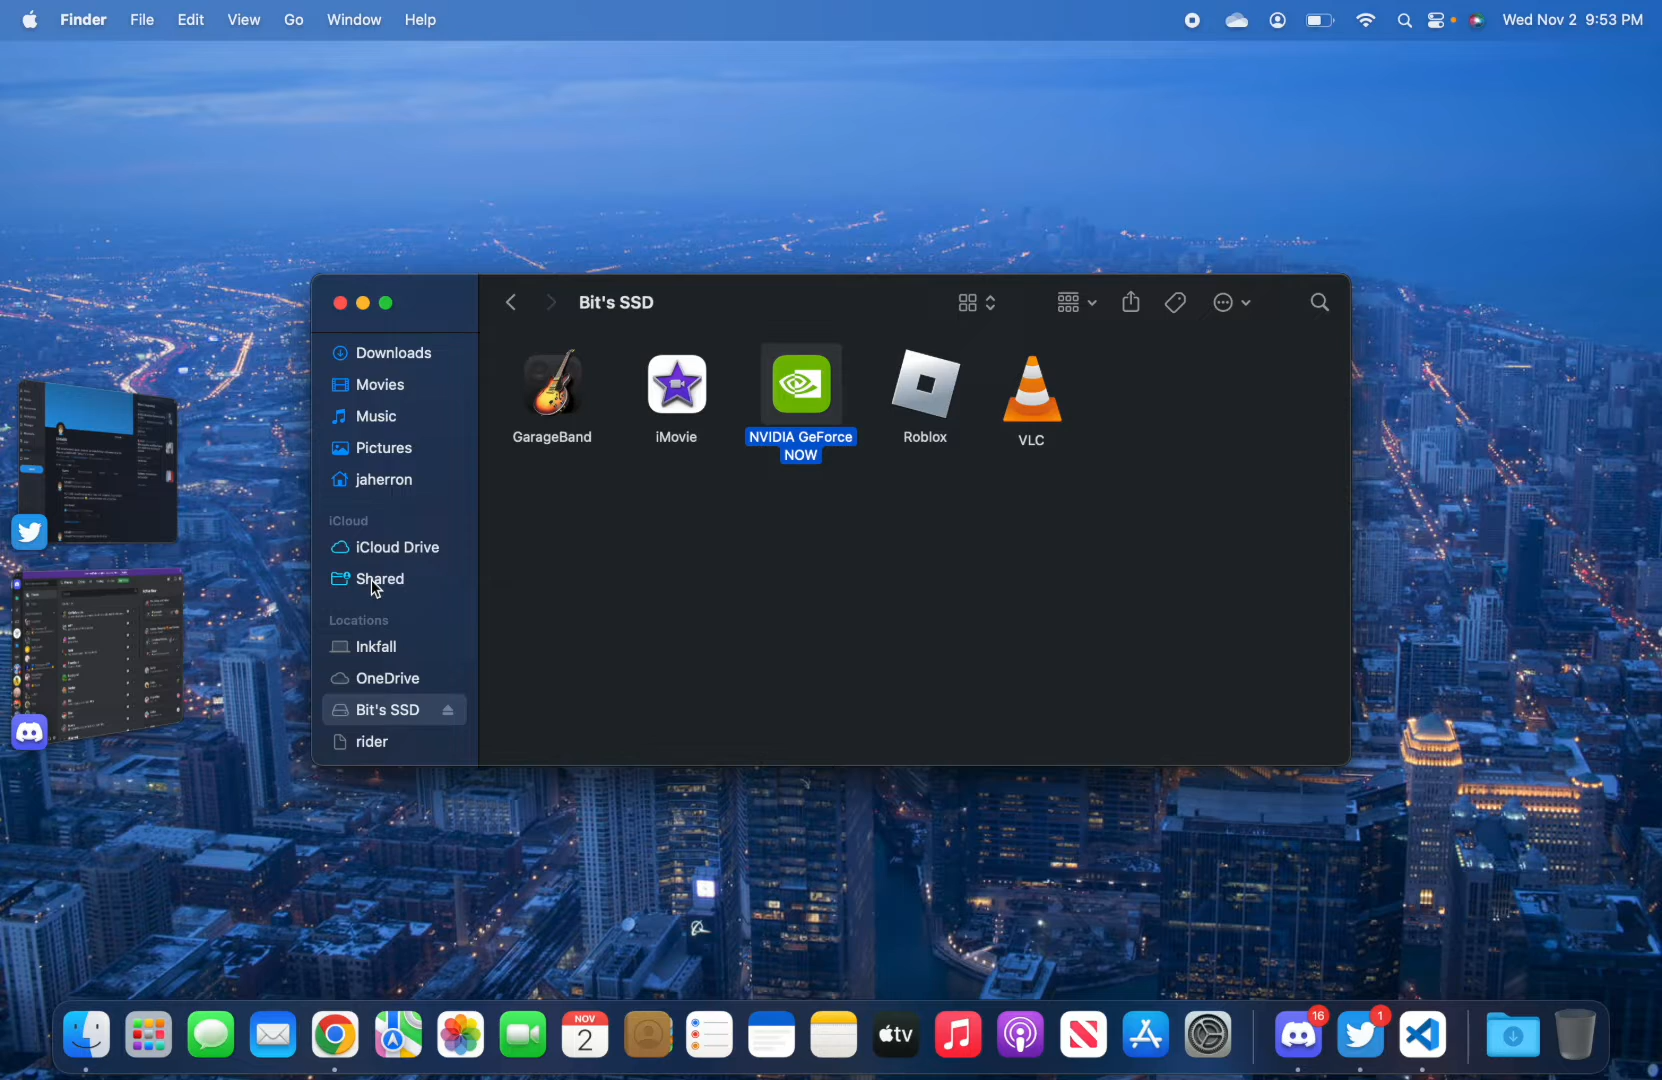 Finder File Edit View Go Window Help Wed Nov 2 9:53 PM
Bit's SSD
Downloads
Movies
Music
Pictures
jaherron
iCloud
iCloud Drive
Shared
Locations
Inkfall
OneDrive
Bit's SSD
rider
GarageBand
iMovie
NVIDIA GeForce
NOW
Roblox
VLC
NOV
2
tv
16
1